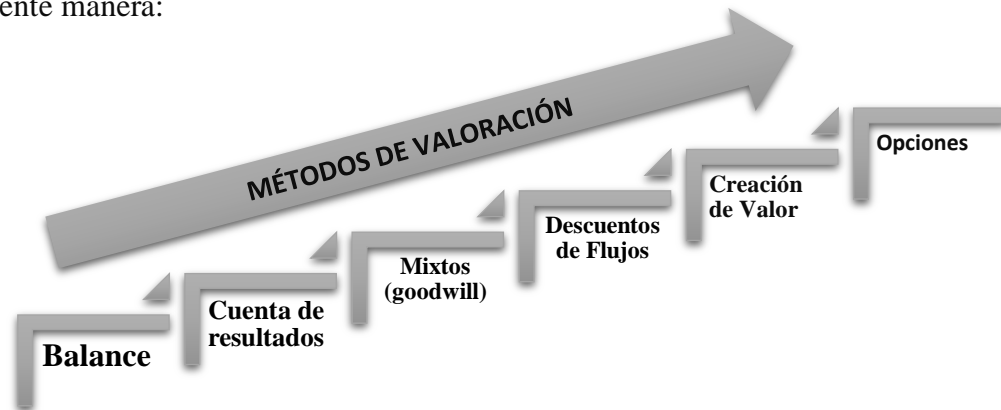 ente manera:
MÉTODOS DE VALORACIÓN
Balance
Cuenta de
resultados
Mixtos
(goodwill)
Descuentos
de Flujos
Creación
de Valor
Opciones